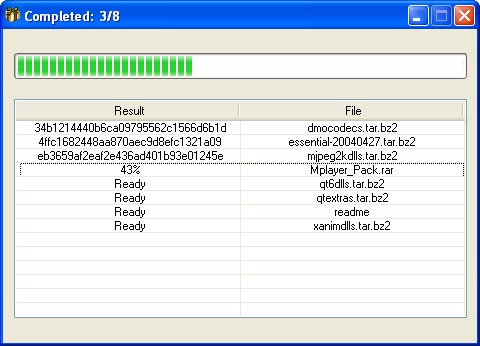 Completed: 3/8
Result File
34b1214440b6ca09795562c1566d6b1d dmocodecs.tar.bz2
4ffc1682448aa870aec9d8efc1321a09 essential-20040427.tar.bz2
eb3659af2eaf2e436ad401b93e01245e mjpeg2kdlls.tar.bz2
43% Mplayer_Pack.rar
Ready qt6dlls.tar.bz2
Ready qtextras.tar.bz2
Ready readme
Ready xanimdlls.tar.bz2